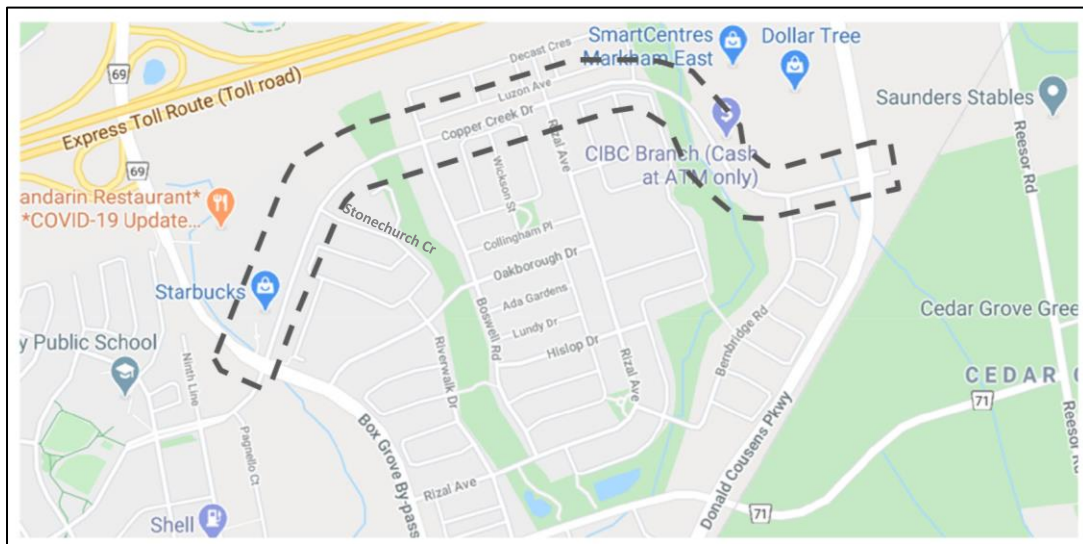 SmartCentres
Markham East
Dollar Tree
69
Express Toll Route (Toll road)
Decast Cres
Luzon Ave
Copper Creek Dr
Saunders Stables
Reesor Rd
69
CIBC Branch (Cash
at ATM only)
andarin Restaurant*
*COVID-19 Update...
Rizal Ave
Wickson St
Stonechurch Cr
Collingham Pl
Oakborough Dr
Starbucks
Ada Gardens
Lundy Dr
Hislop Dr
Boswell Rd
Riverwalk Dr
Rizal Ave
Bernbridge Rd
Cedar Grove Gree
y Public School
Ninth Line
CEDAR
71
Reesor Rd
Donald Cousens Pkwy
Box Grove By-pass
Pagnello Ct
Rizal Ave
Shell
71